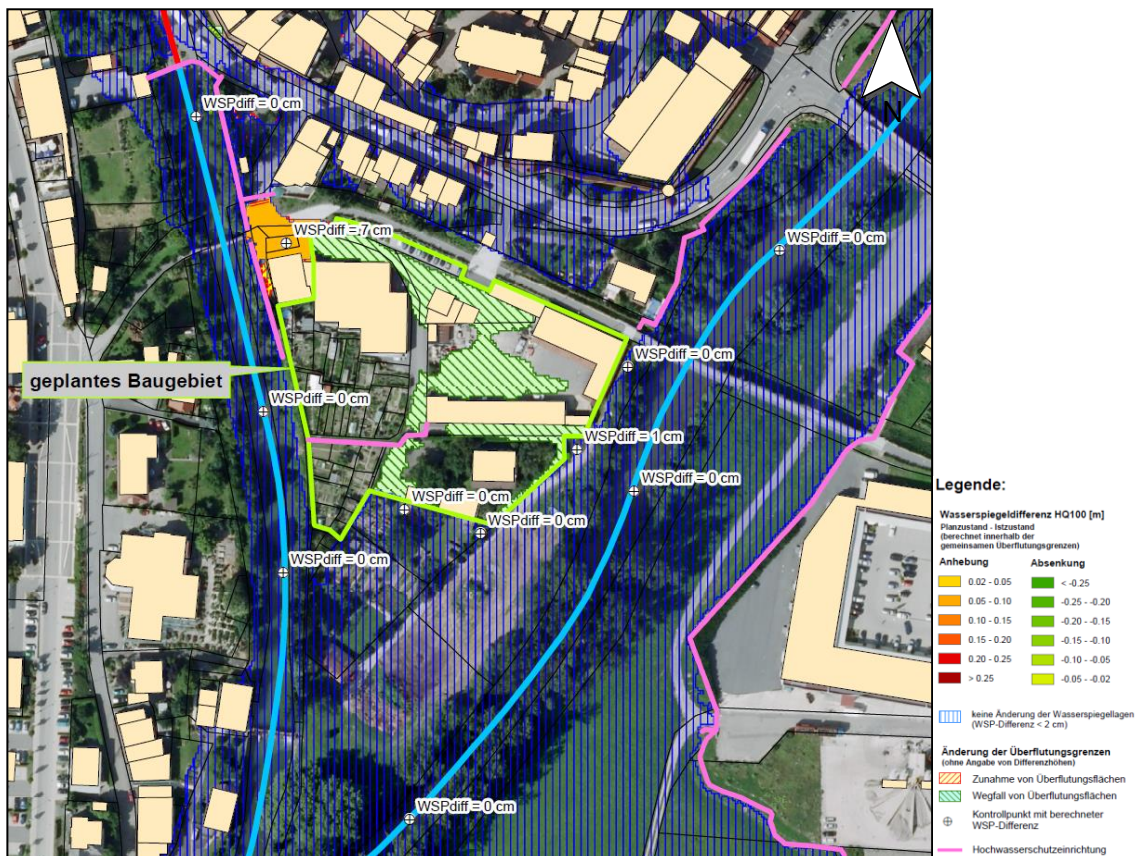 N
WSPdiff = 0 cm
WSPdiff = 7 cm
WSPdiff = 0 cm
WSPdiff = 0 cm
geplantes Baugebiet
WSPdiff = 0 cm
WSPdiff = 1 cm
WSPdiff = 0 cm
WSPdiff = 0 cm
WSPdiff = 0 cm
WSPdiff = 0 cm
WSPdiff = 0 cm
Legende:
Wasserspiegeldifferenz HQ100 [m]
Planzustand - Istzustand
(berechnet innerhalb der
gemeinsamen Überflutungsgrenzen)
Anhebung Absenkung
0.02 - 0.05 < -0.25
0.05 - 0.10 -0.25 - -0.20
0.10 - 0.15 -0.20 - -0.15
0.15 - 0.20 -0.15 - -0.10
0.20 - 0.25 -0.10 - -0.05
> 0.25 -0.05 - -0.02
keine Änderung der Wasserspiegellagen
(WSP-Differenz < 2 cm)
Änderung der Überflutungsgrenzen
(ohne Angabe von Differenzhöhen)
Zunahme von Überflutungsflächen
Wegfall von Überflutungsflächen
Kontrollpunkt mit berechneter
WSP-Differenz
Hochwasserschutzeinrichtung